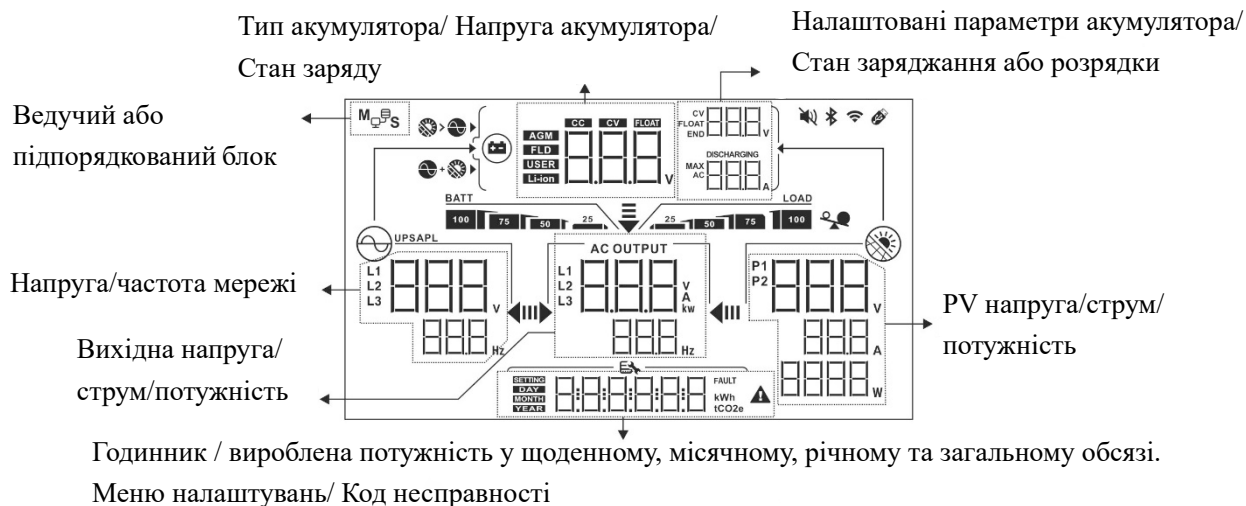 Тип акумулятора/ Напруга акумулятора/
Стан заряду
Налаштовані параметри акумулятора/
Стан заряджання або розрядки
Ведучий або
підпорядкований блок
M S
CC CV FLOAT
AGM
FLD
USER
Li-ion
V
CV
FLOAT
END
V
DISCHARGING
MAX
AC
A
BATT
LOAD
100 75 50 25
25 50 75 100
UPSAPL
AC OUTPUT
L1
L2
L3
V
Hz
L1
L2
L3
V
A
kw
Hz
P1
P2
V
A
W
Напруга/частота мережі
Вихідна напруга/
струм/потужність
PV напруга/струм/
потужність
SETTING
DAY
MONTH
YEAR
FAULT
kWh
tCO2e
Годинник / вироблена потужність у щоденному, місячному, річному та загальному обсязі.
Меню налаштувань/ Код несправності